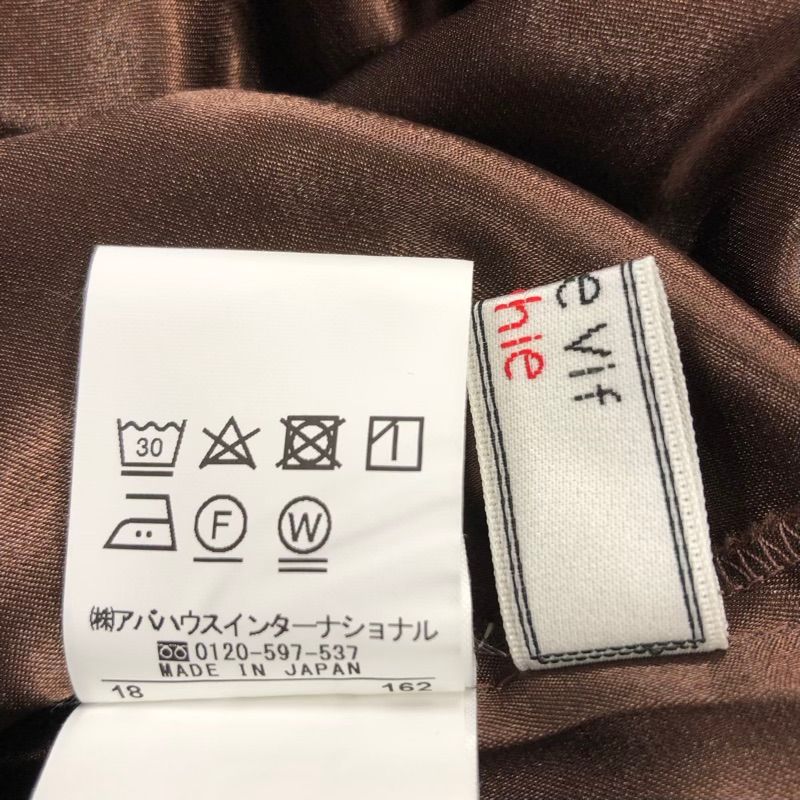 30
F
W
㈱アバハウスインターナショナル
0120-597-537
MADE IN JAPAN
18 162
e vif
hie